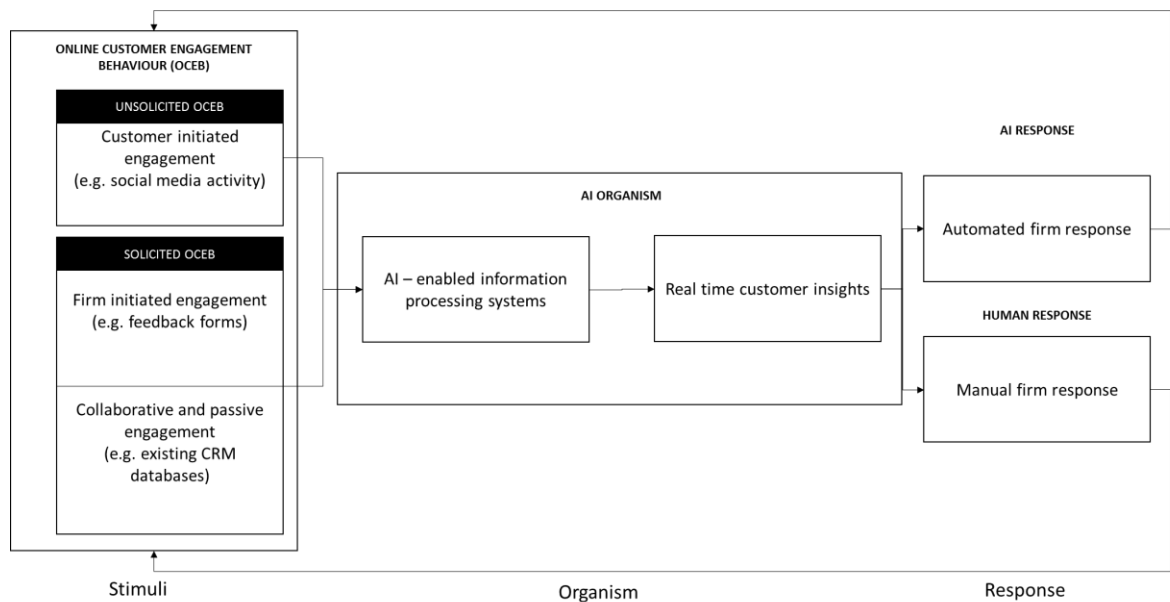 ONLINE CUSTOMER ENGAGEMENT
BEHAVIOUR (OCEB)
UNSOLICITED OCEB
Customer initiated
engagement
(e.g. social media activity)
SOLICITED OCEB
Firm initiated engagement
(e.g. feedback forms)
Collaborative and passive
engagement
(e.g. existing CRM
databases)
AI ORGANISM
AI – enabled information
processing systems
Real time customer insights
AI RESPONSE
Automated firm response
HUMAN RESPONSE
Manual firm response
Stimuli
Organism
Response